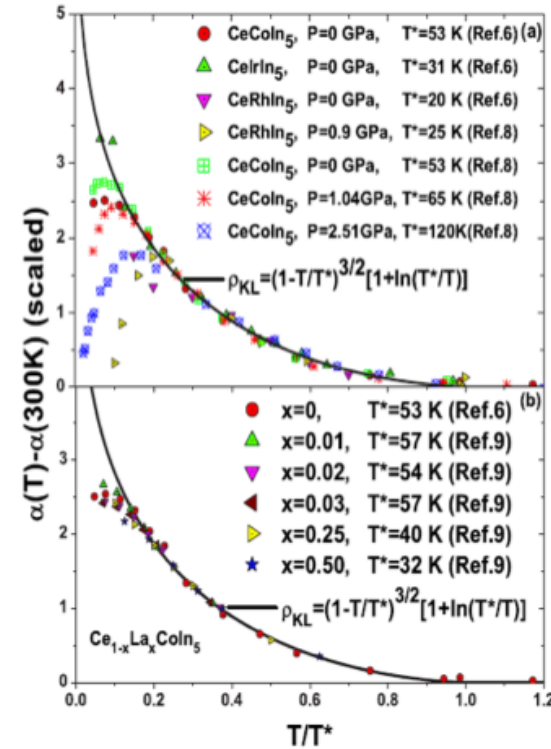 5
4
3
2
1
0
CeCoIn5, P=0 GPa, T*=53 K (Ref.6) (a)
CeIrIn5, P=0 GPa, T*=31 K (Ref.6)
CeRhIn5, P=0 GPa, T*=20 K (Ref.6)
CeRhIn5, P=0.9 GPa, T*=25 K (Ref.8)
CeCoIn5, P=0 GPa, T*=53 K (Ref.8)
CeCoIn5, P=1.04GPa, T*=65 K (Ref.8)
CeCoIn5, P=2.51GPa, T*=120K(Ref.8)
ρKL=(1-T/T*)3/2[1+ln(T*/T)]
α(T)-α(300K) (scaled)
4
3
2
1
0
x=0, T*=53 K (Ref.6) (b)
x=0.01, T*=57 K (Ref.9)
x=0.02, T*=54 K (Ref.9)
x=0.03, T*=57 K (Ref.9)
x=0.25, T*=40 K (Ref.9)
x=0.50, T*=32 K (Ref.9)
ρKL=(1-T/T*)3/2[1+ln(T*/T)]
Ce1-xLaxCoIn5
0.0 0.2 0.4 0.6 0.8 1.0 1.2
T/T*